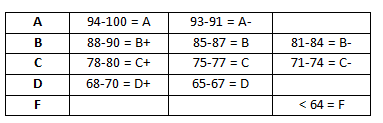 A 94-100 = A 93-91 = A-
B 88-90 = B+ 85-87 = B 81-84 = B-
C 78-80 = C+ 75-77 = C 71-74 = C-
D 68-70 = D+ 65-67 = D
F < 64 = F